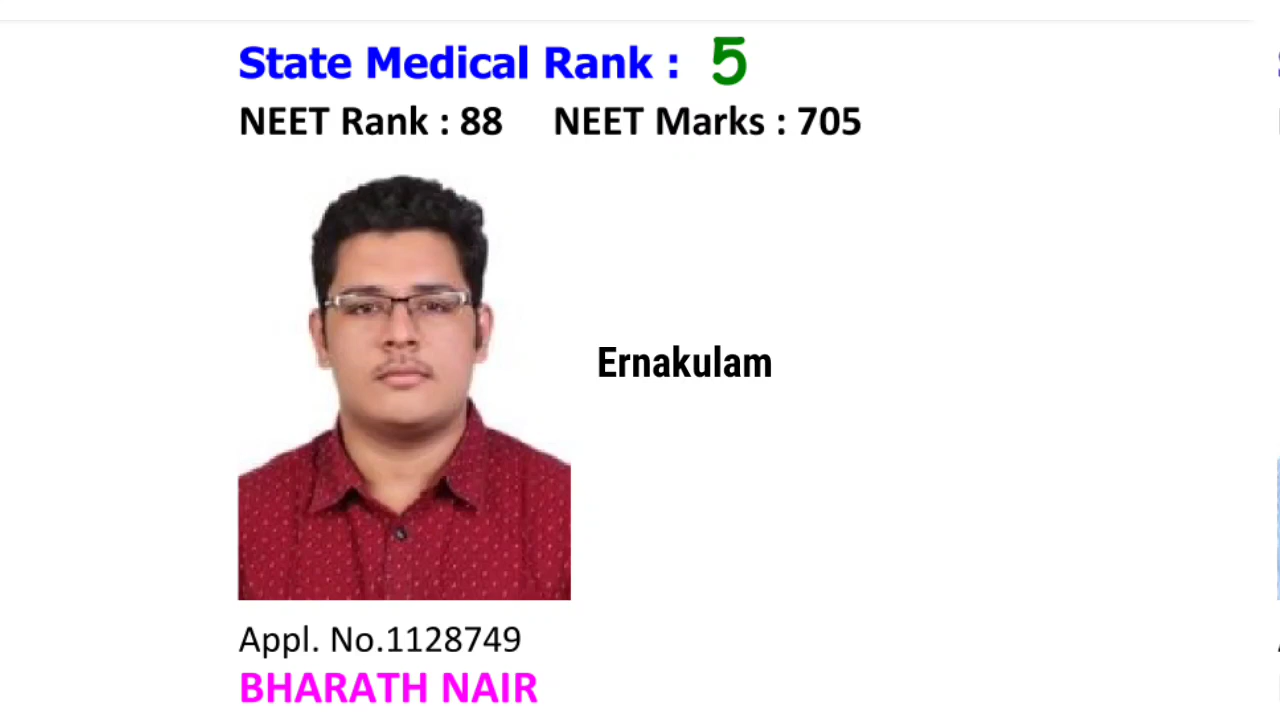 State Medical Rank : 5
NEET Rank : 88 NEET Marks : 705
Ernakulam
Appl. No.1128749
BHARATH NAIR